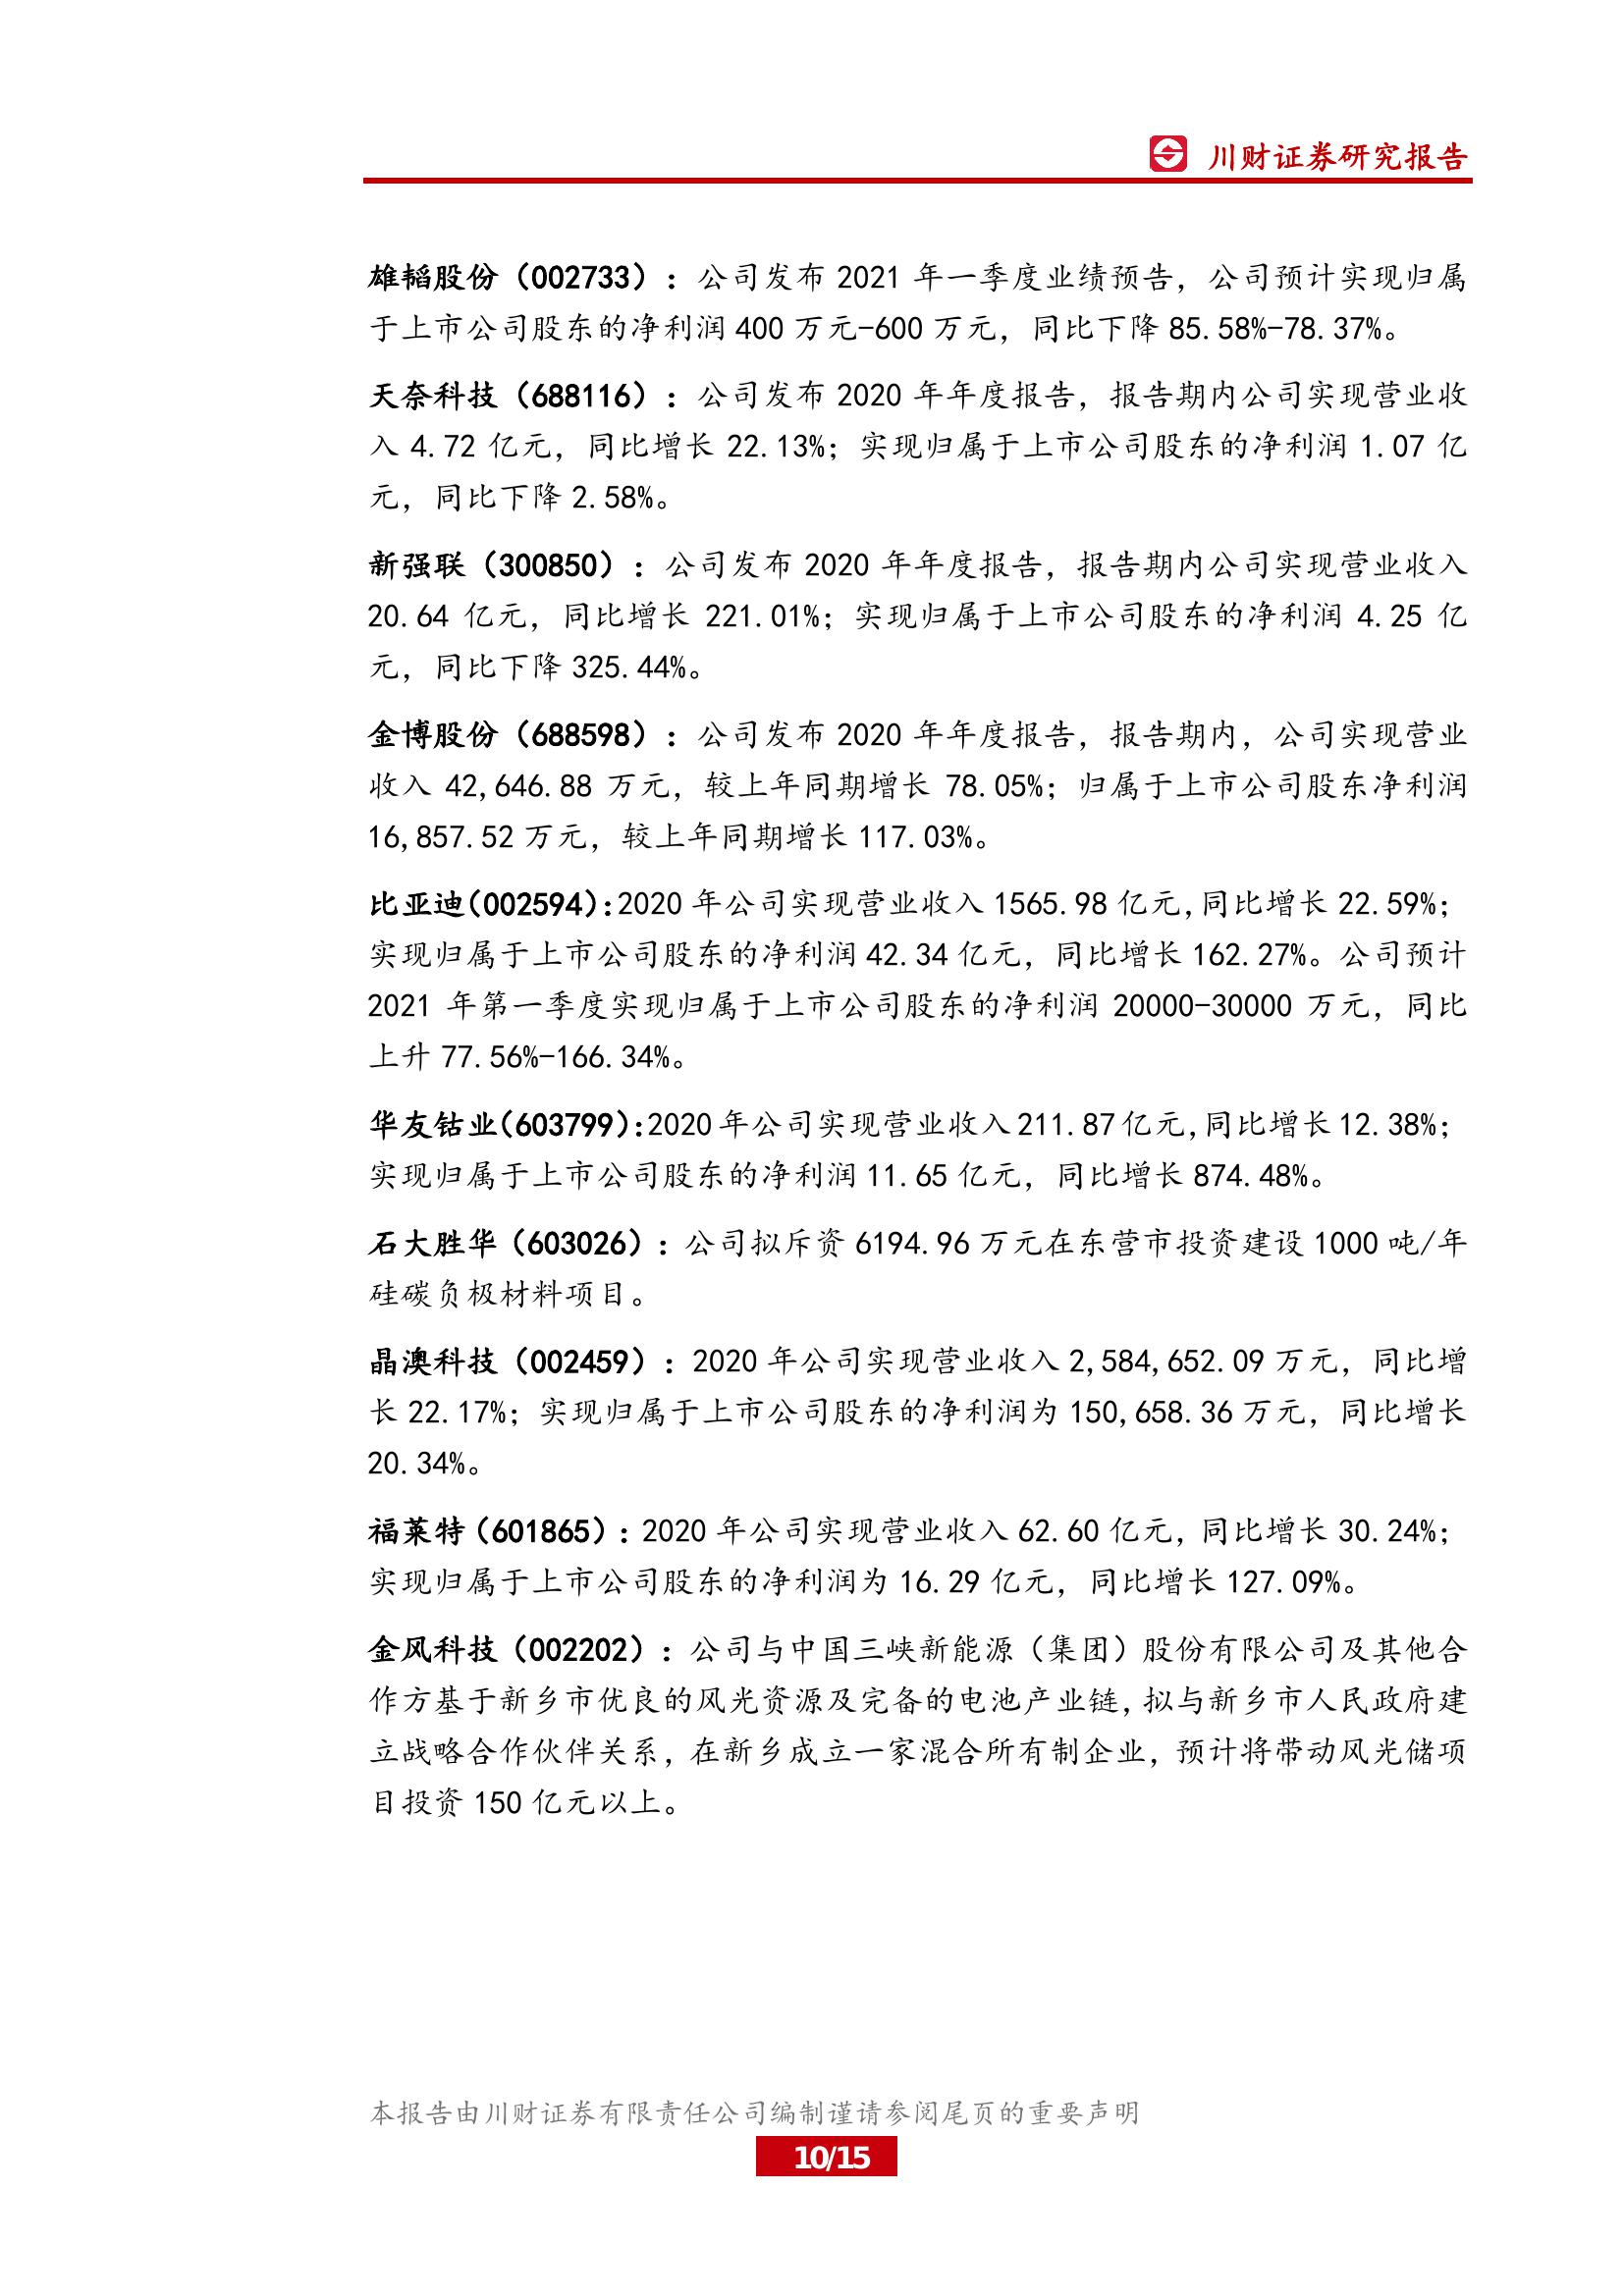 川财证券研究报告
雄韬股份（002733）：公司发布 2021 年一季度业绩预告，公司预计实现归属
于上市公司股东的净利润 400 万元-600 万元，同比下降 85.58%-78.37%。
天奈科技（688116）：公司发布 2020 年年度报告，报告期内公司实现营业收
入 4.72 亿元，同比增长 22.13%；实现归属于上市公司股东的净利润 1.07 亿
元，同比下降 2.58%。
新强联（300850）：公司发布 2020 年年度报告，报告期内公司实现营业收入
20.64 亿元，同比增长 221.01%；实现归属于上市公司股东的净利润 4.25 亿
元，同比下降 325.44%。
金博股份（688598）：公司发布 2020 年年度报告，报告期内，公司实现营业
收入 42,646.88 万元，较上年同期增长 78.05%；归属于上市公司股东净利润
16,857.52 万元，较上年同期增长 117.03%。
比亚迪(002594):2020 年公司实现营业收入 1565.98 亿元,同比增长 22.59%；
实现归属于上市公司股东的净利润 42.34 亿元，同比增长 162.27%。公司预计
2021 年第一季度实现归属于上市公司股东的净利润 20000-30000 万元，同比
上升 77.56%-166.34%。
华友钴业(603799):2020 年公司实现营业收入 211.87 亿元,同比增长 12.38%；
实现归属于上市公司股东的净利润 11.65 亿元，同比增长 874.48%。
石大胜华（603026）：公司拟斥资 6194.96 万元在东营市投资建设 1000 吨/年
硅碳负极材料项目。
晶澳科技（002459）：2020 年公司实现营业收入 2,584,652.09 万元，同比增
长 22.17%；实现归属于上市公司股东的净利润为 150,658.36 万元，同比增长
20.34%。
福莱特（601865）：2020 年公司实现营业收入 62.60 亿元，同比增长 30.24%；
实现归属于上市公司股东的净利润为 16.29 亿元，同比增长 127.09%。
金风科技（002202）：公司与中国三峡新能源（集团）股份有限公司及其他合
作方基于新乡市优良的风光资源及完备的电池产业链，拟与新乡市人民政府建
立战略合作伙伴关系，在新乡成立一家混合所有制企业，预计将带动风光储项
目投资 150 亿元以上。
本报告由川财证券有限责任公司编制谨请参阅尾页的重要声明
10/15